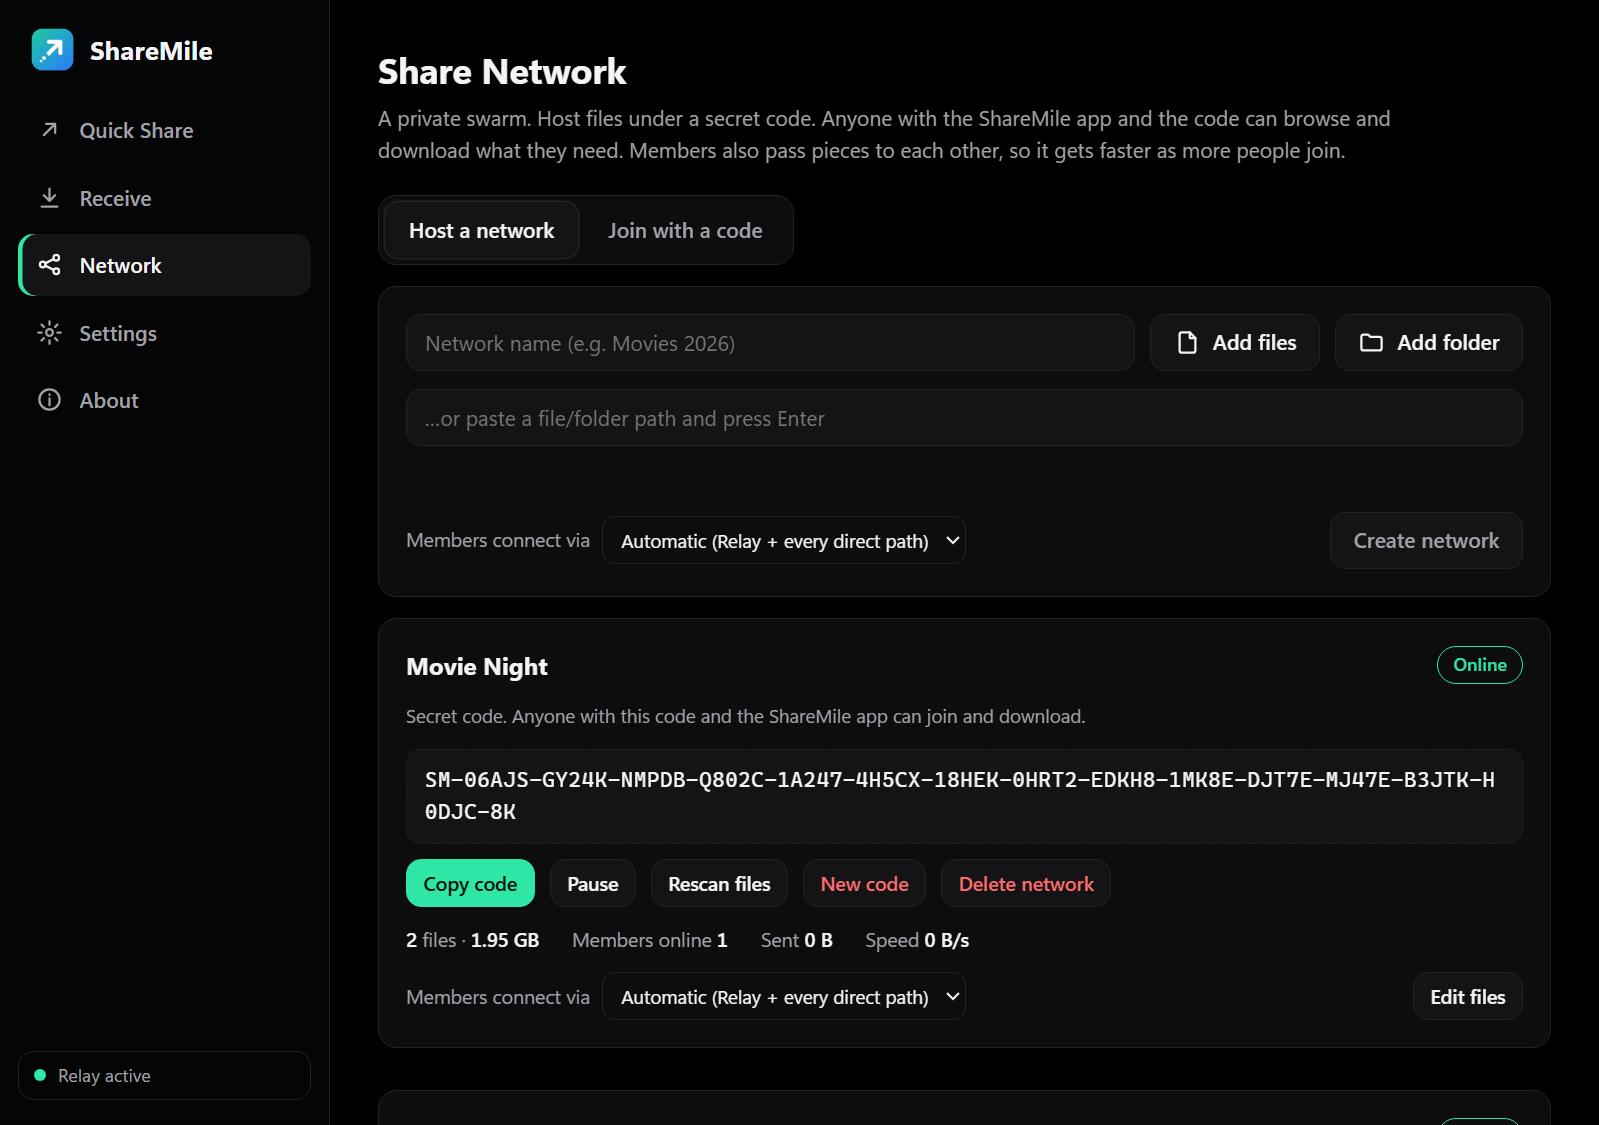 ShareMile
Quick Share
Receive
Network
Settings
About
Relay active
Share Network
A private swarm. Host files under a secret code. Anyone with the ShareMile app and the code can browse and
download what they need. Members also pass pieces to each other, so it gets faster as more people join.
Host a network
Join with a code
Network name (e.g. Movies 2026)
Add files
Add folder
...or paste a file/folder path and press Enter
Members connect via
Automatic (Relay + every direct path)
Create network
Movie Night
Online
Secret code. Anyone with this code and the ShareMile app can join and download.
SM-06AJS-GY24K-NMPDB-Q802C-1A247-4H5CX-18HEK-0HRT2-EDKH8-1MK8E-DJT7E-MJ47E-B3JTK-H
0DJC-8K
Copy code
Pause
Rescan files
New code
Delete network
2 files · 1.95 GB
Members online 1
Sent 0 B
Speed 0 B/s
Members connect via
Automatic (Relay + every direct path)
Edit files